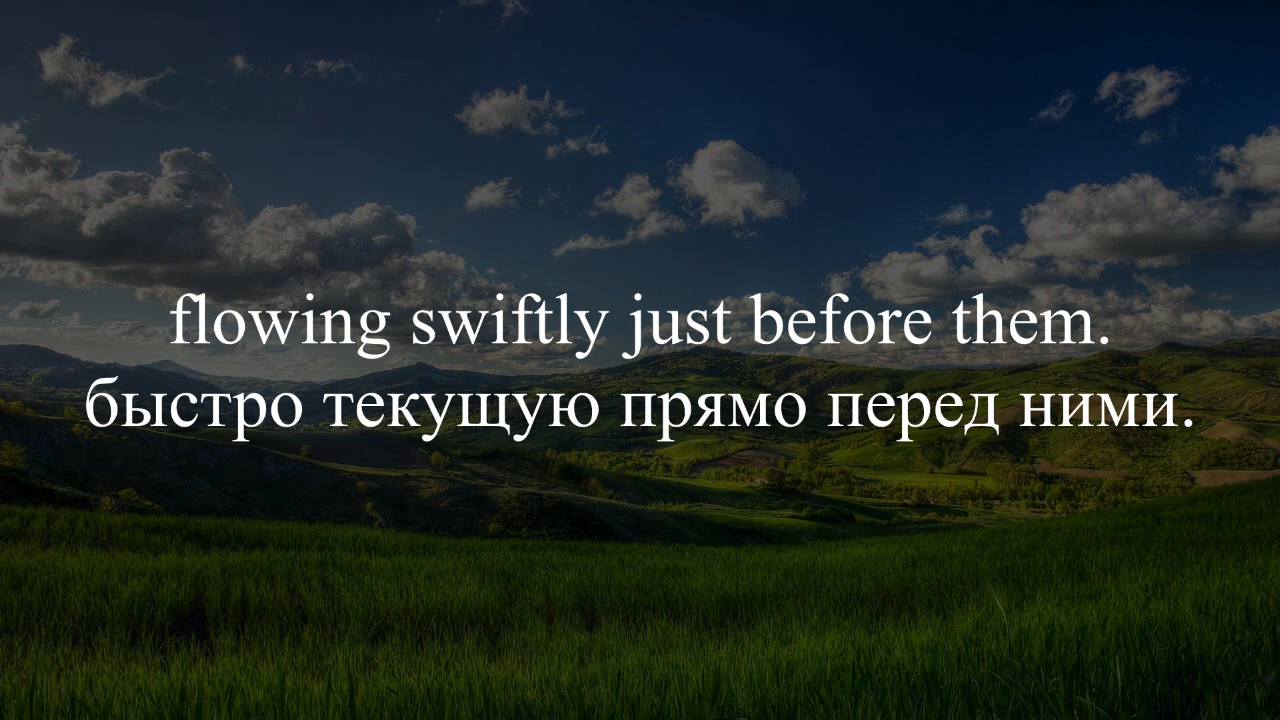 flowing swiftly just before them.
быстро текущую прямо перед ними.